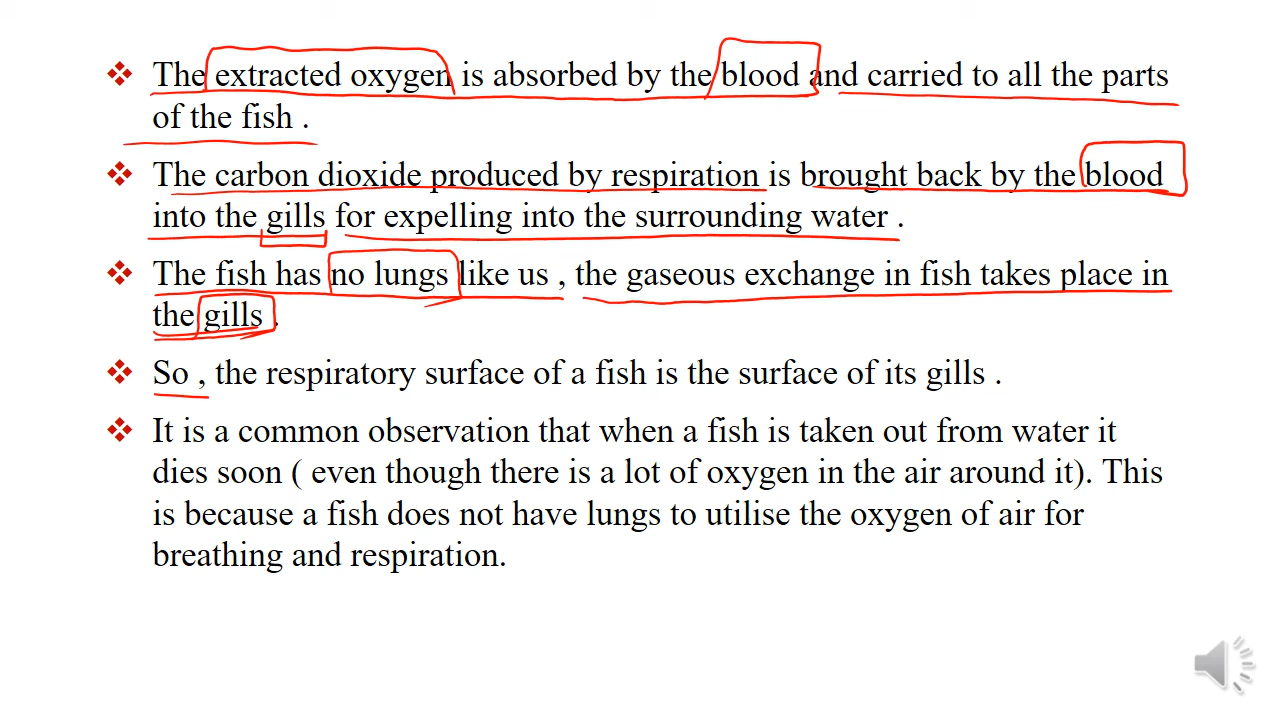 ❖ The extracted oxygen is absorbed by the blood and carried to all the parts
of the fish .
❖ The carbon dioxide produced by respiration is brought back by the blood
into the gills for expelling into the surrounding water .
❖ The fish has no lungs like us , the gaseous exchange in fish takes place in
the gills .
❖ So , the respiratory surface of a fish is the surface of its gills .
❖ It is a common observation that when a fish is taken out from water it
dies soon ( even though there is a lot of oxygen in the air around it). This
is because a fish does not have lungs to utilise the oxygen of air for
breathing and respiration.